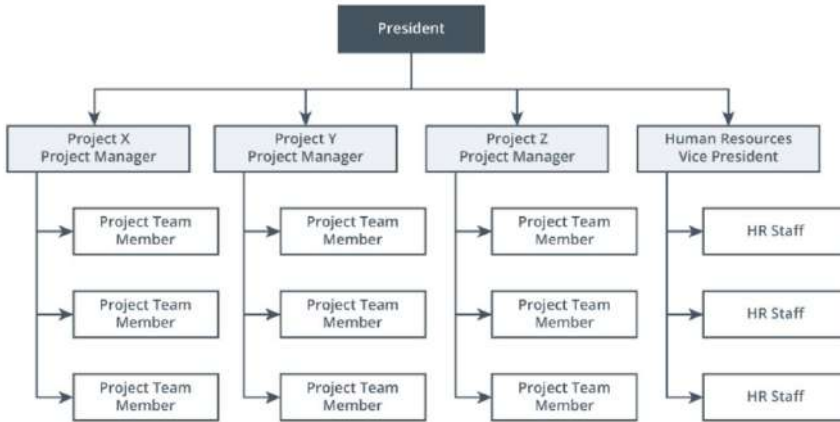 President
Project X
Project Manager
Project Y
Project Manager
Project Z
Project Manager
Human Resources
Vice President
Project Team
Member
Project Team
Member
Project Team
Member
HR Staff
Project Team
Member
Project Team
Member
Project Team
Member
HR Staff
Project Team
Member
Project Team
Member
Project Team
Member
HR Staff